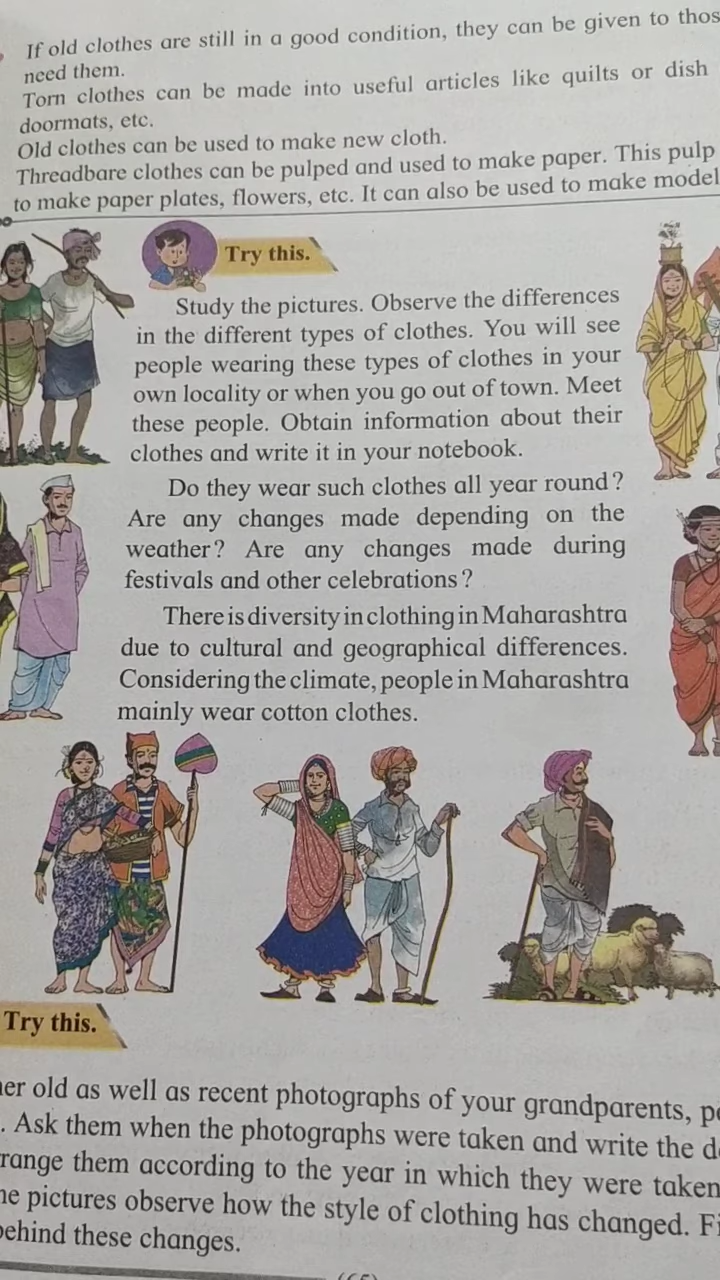 If old clothes are still in a good condition, they can be given to
need them.
Torn clothes can be made into useful articles like quilts or dish
doormats, etc.
Old clothes can be used to make new cloth.
Threadbare clothes can be pulped and used to make paper. This pulp
to make paper plates, flowers, etc. It can also be used to make model
Try this.
Study the pictures. Observe the differences
in the different types of clothes. You will see
people wearing these types of clothes in your
own locality or when you go out of town. Meet
these people. Obtain information about their
clothes and write it in your notebook.
Do they wear such clothes all year round?
Are any changes made depending on the
weather? Are any changes made during
festivals and other celebrations?
There is diversity in clothing in Maharashtra
due to cultural and geographical differences.
Considering the climate, people in Maharashtra
mainly wear cotton clothes.
Try this.
old as well as recent photographs of your grandparents,
. Ask them when the photographs were taken and write the
them according to the year in which they were taken
pictures observe how the style of clothing has changed.
behind these changes.